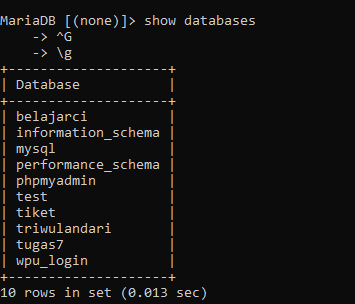 MariaDB [(none)]> show databases
    -> ^G
    -> \g
+--------------------+
| Database           |
+--------------------+
| belajarci          |
| information_schema |
| mysql              |
| performance_schema |
| phpmyadmin         |
| test               |
| tiket              |
| triwulandari       |
| tugas7             |
| wpu_login          |
+--------------------+
10 rows in set (0.013 sec)